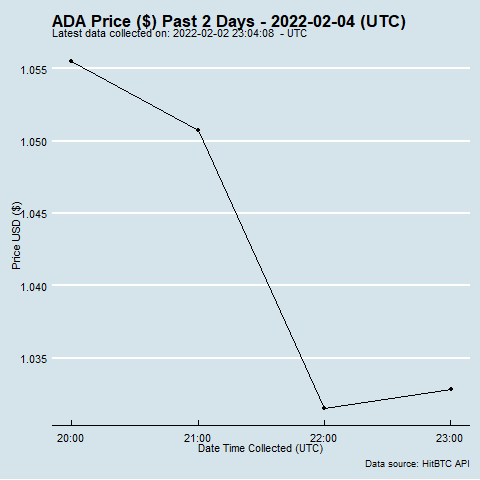 ADA Price ($) Past 2 Days - 2022-02-04 (UTC)
Latest data collected on: 2022-02-02 23:04:08  - UTC
1.055
1.050
1.045
1.040
1.035
Price USD ($)
20:00
21:00
22:00
23:00
Date Time Collected (UTC)
Data source: HitBTC API